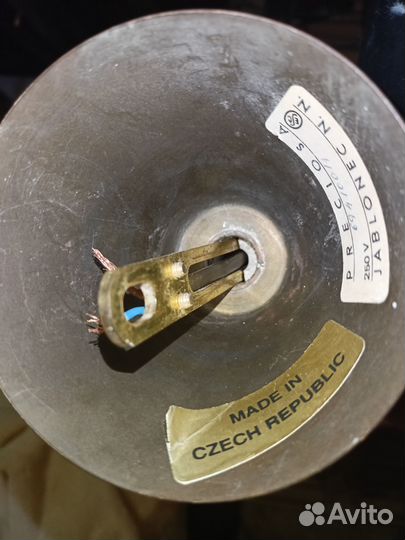 PRECIOSA
JABLONEC N. N.
250 V
MADE IN
CZECH REPUBLIC
Avito